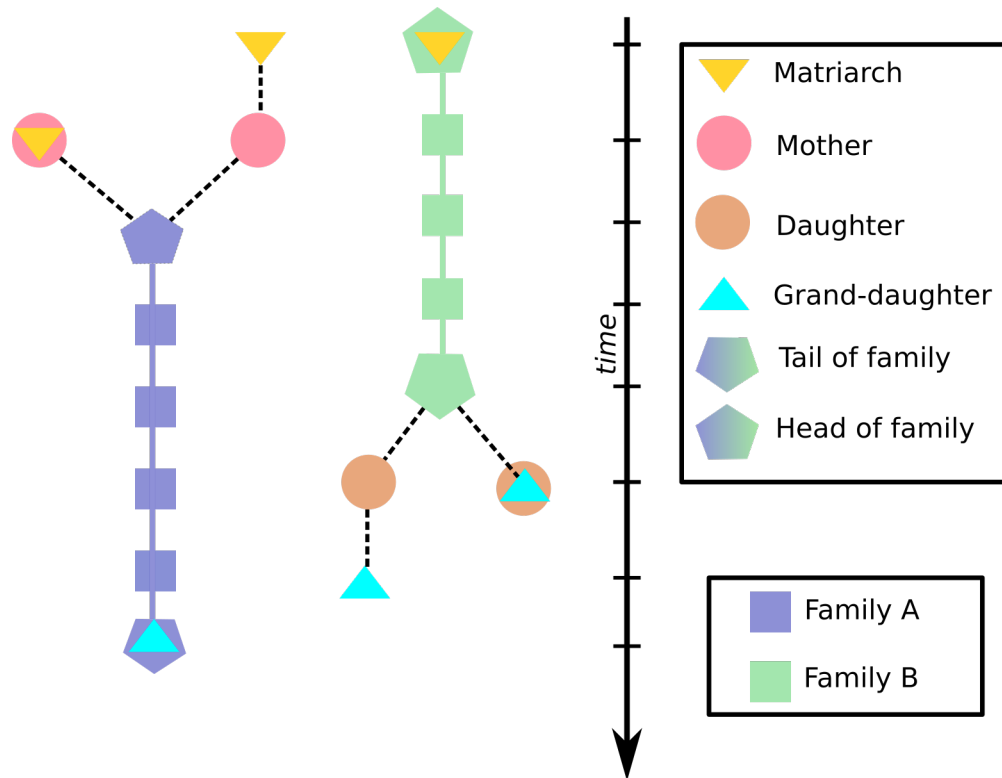 time
Matriarch
Mother
Daughter
Grand-daughter
Tail of family
Head of family
Family A
Family B